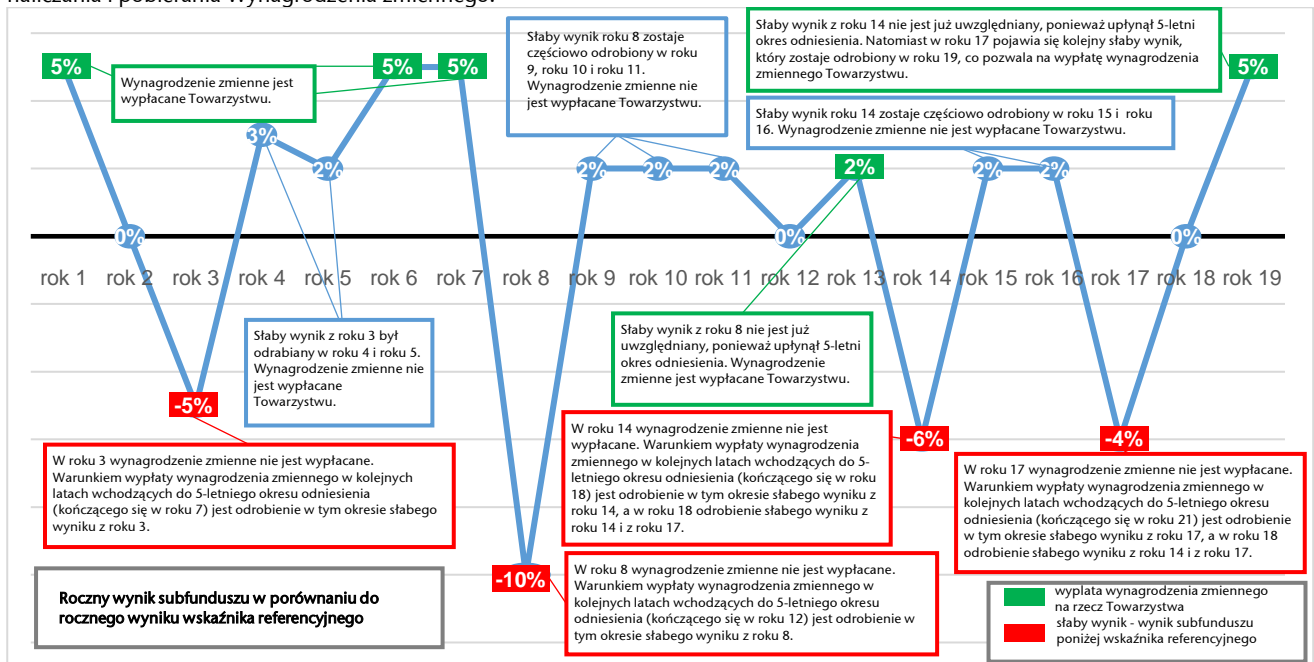 naliczania i pobierania Wynagrodzenia zmiennego.
5%
Wynagrodzenie zmienne jest
wypłacane Towarzystwu.
5%
5%
Słaby wynik roku 8 zostaje
częściowo odrobiony w roku
9, roku 10 i roku 11.
Wynagrodzenie zmienne nie
jest wypłacane Towarzystwu.
Słaby wynik z roku 14 nie jest już uwzględniany, ponieważ upłynął 5-letni
okres odniesienia. Natomiast w roku 17 pojawia się kolejny słaby wynik,
który zostaje odrobiony w roku 19, co pozwala na wypłatę wynagrodzenia
zmiennego Towarzystwu.
5%
Słaby wynik roku 14 zostaje częściowo odrobiony w roku 15 i roku
16. Wynagrodzenie zmienne nie jest wypłacane Towarzystwu.
3%
2%
2%
2%
2%
2%
2%
2%
0%
0%
0%
rok 1
rok 2
rok 3
rok 4
rok 5
rok 6
rok 7
rok 8
rok 9
rok 10
rok 11
rok 12
rok 13
rok 14
rok 15
rok 16
rok 17
rok 18
rok 19
Słaby wynik z roku 3 był
odrabiany w roku 4 i roku 5.
Wynagrodzenie zmienne nie
jest wypłacane
Towarzystwu.
Słaby wynik z roku 8 nie jest już
uwzględniany, ponieważ upłynął 5-letni
okres odniesienia. Wynagrodzenie
zmienne jest wypłacane Towarzystwu.
-5%
-6%
-4%
W roku 3 wynagrodzenie zmienne nie jest wypłacane.
Warunkiem wypłaty wynagrodzenia zmiennego w kolejnych
latach wchodzących do 5-letniego okresu odniesienia
(kończącego się w roku 7) jest odrobienie w tym okresie słabego
wyniku z roku 3.
W roku 14 wynagrodzenie zmienne nie jest
wypłacane. Warunkiem wypłaty wynagrodzenia
zmiennego w kolejnych latach wchodzących do 5-
letniego okresu odniesienia (kończącego się w roku
18) jest odrobienie w tym okresie słabego wyniku z
roku 14, a w roku 18 odrobienie słabego wyniku z
roku 14 i z roku 17.
W roku 17 wynagrodzenie zmienne nie jest wypłacane.
Warunkiem wypłaty wynagrodzenia zmiennego w
kolejnych latach wchodzących do 5-letniego okresu
odniesienia (kończącego się w roku 21) jest odrobienie
w tym okresie słabego wyniku z roku 17, a w roku 18
odrobienie słabego wyniku z roku 14 i z roku 17.
-10%
W roku 8 wynagrodzenie zmienne nie jest wypłacane.
Warunkiem wypłaty wynagrodzenia zmiennego w
kolejnych latach wchodzących do 5-letniego okresu
odniesienia (kończącego się w roku 12) jest odrobienie w
tym okresie słabego wyniku z roku 8.
Roczny wynik subfunduszu w porównaniu do
rocznego wyniku wskaźnika referencyjnego
wyplata wynagrodzenia zmiennego
na rzecz Towarzystwa
słaby wynik - wynik subfunduszu
poniżej wskaźnika referencyjnego